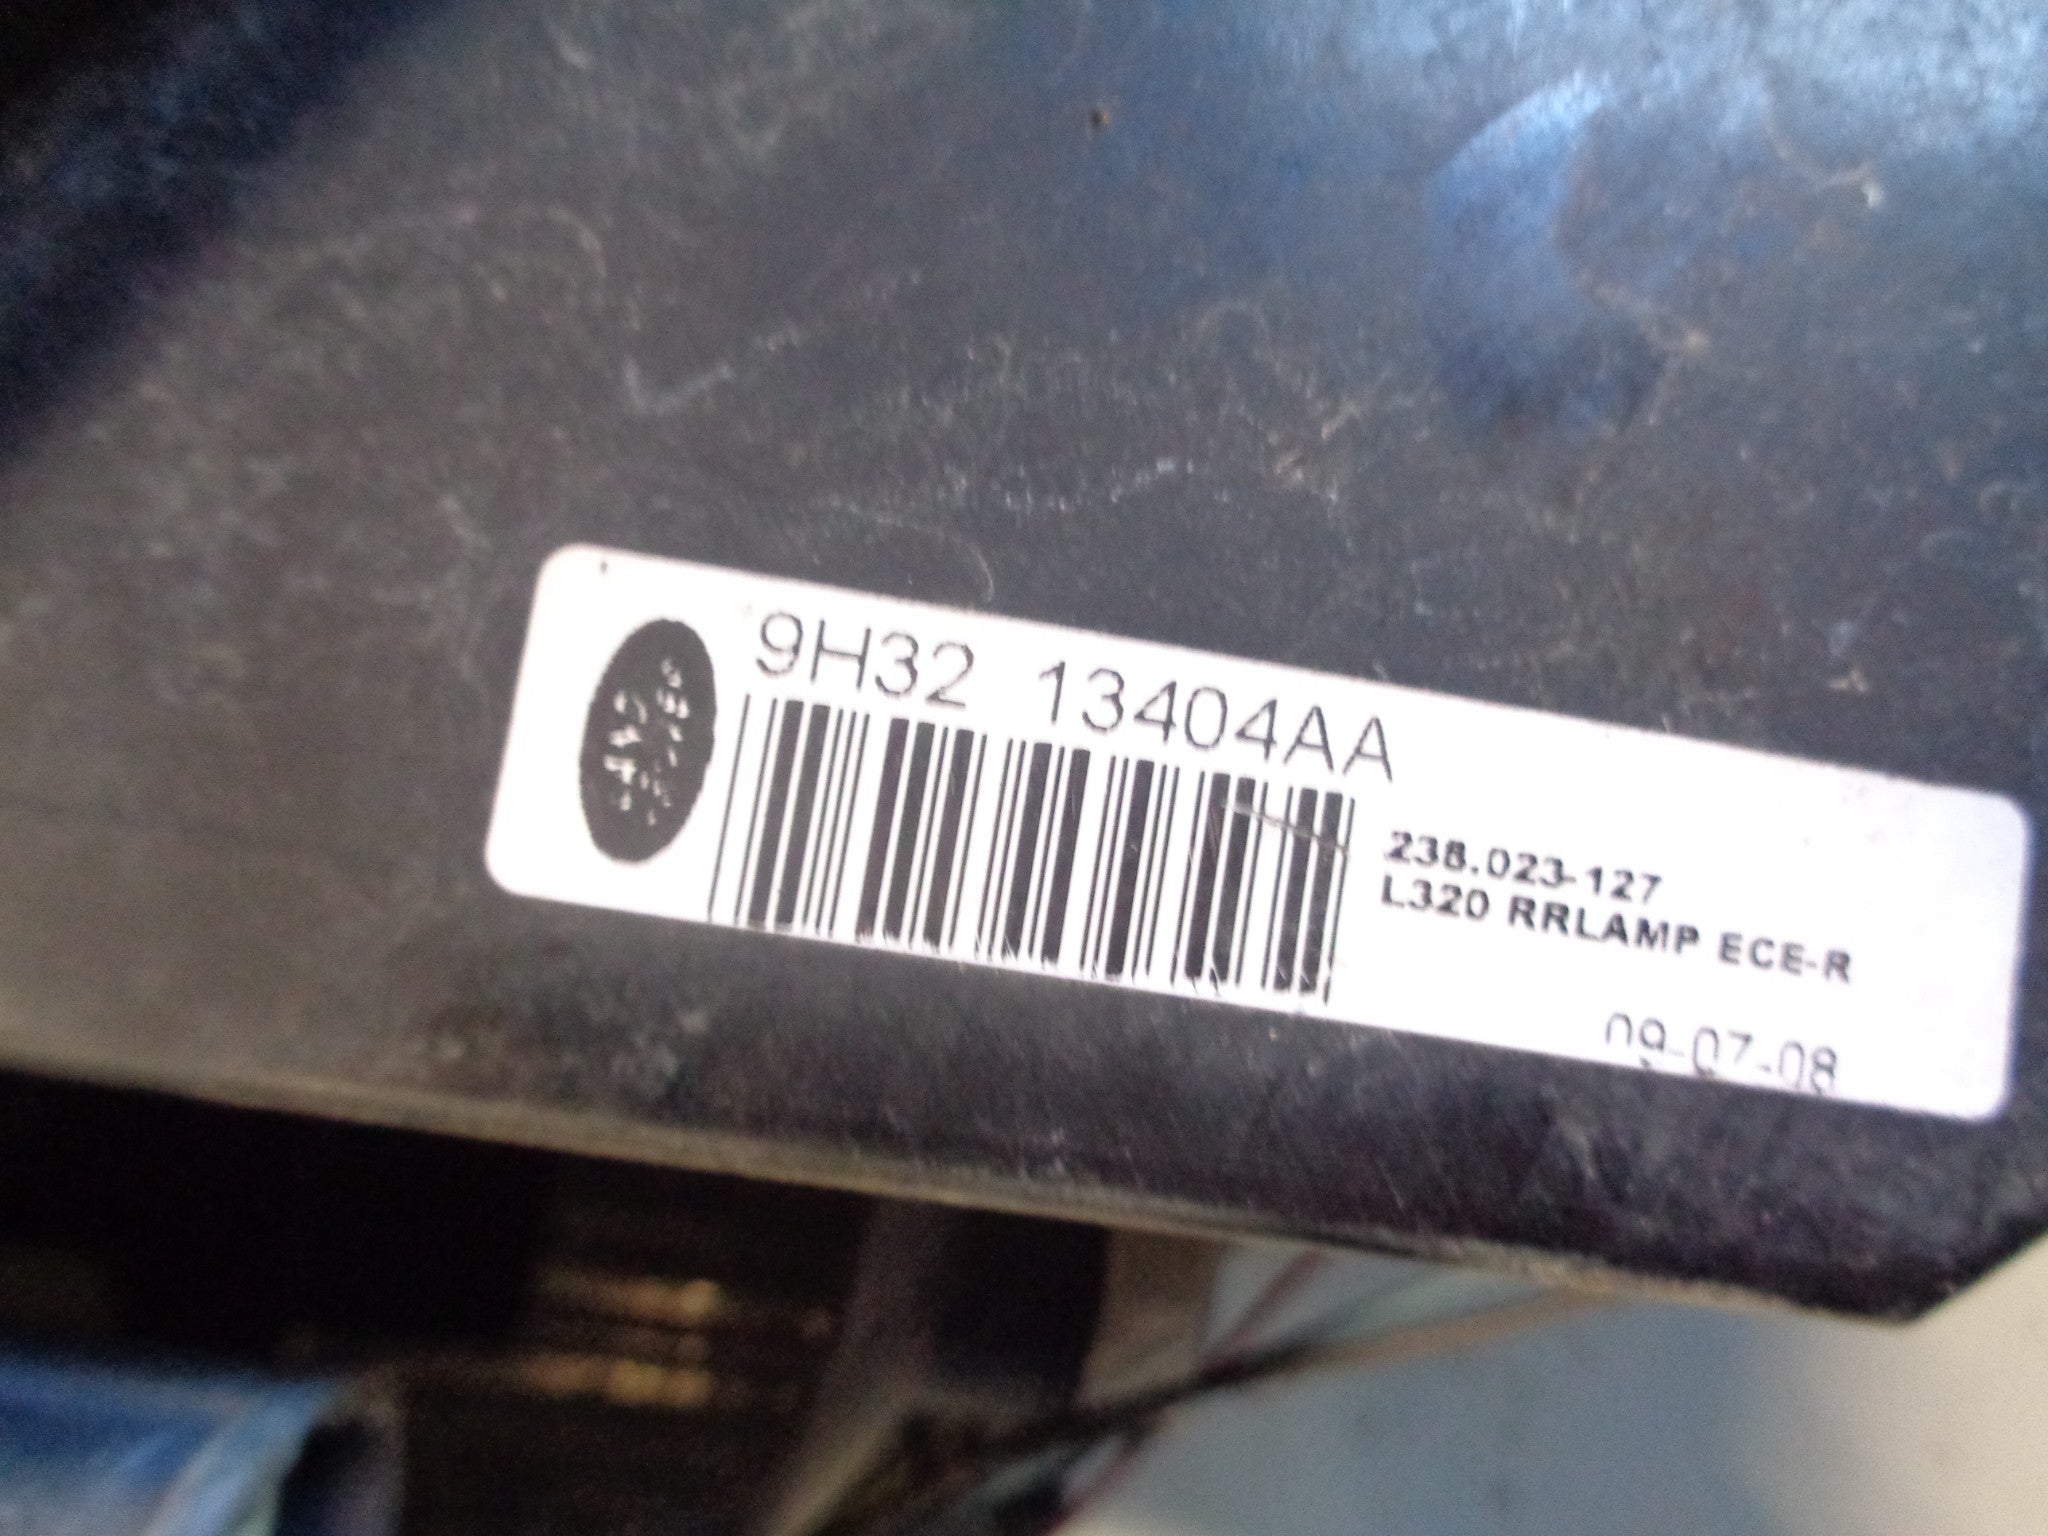 9H32 13404AA
238.023-127
L320 RRLAMP ECE-R
09-07-08